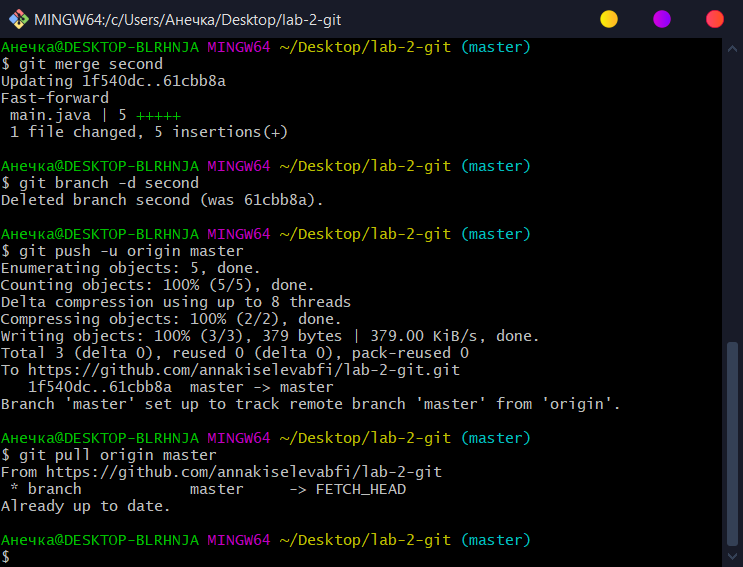 MINGW64:/c/Users/Анечка/Desktop/lab-2-git
Анечка@DESKTOP-BLRHNJA MINGW64 ~/Desktop/lab-2-git (master)
$ git merge second
Updating 1f540dc..61cbb8a
Fast-forward
 main.java | 5 +++++
 1 file changed, 5 insertions(+)

Анечка@DESKTOP-BLRHNJA MINGW64 ~/Desktop/lab-2-git (master)
$ git branch -d second
Deleted branch second (was 61cbb8a).

Анечка@DESKTOP-BLRHNJA MINGW64 ~/Desktop/lab-2-git (master)
$ git push -u origin master
Enumerating objects: 5, done.
Counting objects: 100% (5/5), done.
Delta compression using up to 8 threads
Compressing objects: 100% (2/2), done.
Writing objects: 100% (3/3), 379 bytes | 379.00 KiB/s, done.
Total 3 (delta 0), reused 0 (delta 0), pack-reused 0
To https://github.com/annakiselevabfi/lab-2-git.git
   1f540dc..61cbb8a  master -> master
Branch 'master' set up to track remote branch 'master' from 'origin'.

Анечка@DESKTOP-BLRHNJA MINGW64 ~/Desktop/lab-2-git (master)
$ git pull origin master
From https://github.com/annakiselevabfi/lab-2-git
 * branch            master     -> FETCH_HEAD
Already up to date.

Анечка@DESKTOP-BLRHNJA MINGW64 ~/Desktop/lab-2-git (master)
$